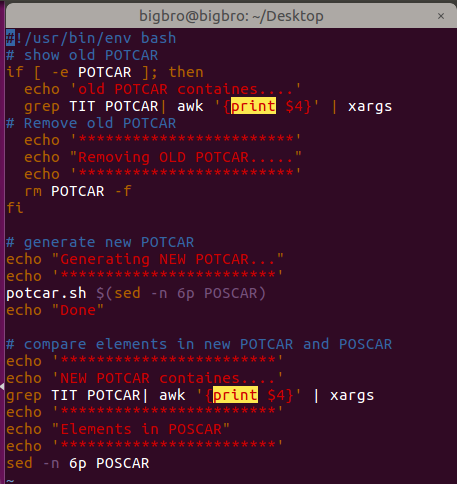 bigbro@bigbro: ~/Desktop ×
#!/usr/bin/env bash
# show old POTCAR
if [ -e POTCAR ]; then
  echo 'old POTCAR containes....'
  grep TIT POTCAR| awk '{print $4}' | xargs
# Remove old POTCAR
  echo '************************'
  echo "Removing OLD POTCAR....."
  echo '************************'
  rm POTCAR -f
fi

# generate new POTCAR
echo "Generating NEW POTCAR..."
echo '************************'
potcar.sh $(sed -n 6p POSCAR)
echo "Done"

# compare elements in new POTCAR and POSCAR
echo '************************'
echo 'NEW POTCAR containes....'
grep TIT POTCAR| awk '{print $4}' | xargs
echo '************************'
echo "Elements in POSCAR"
echo '************************'
sed -n 6p POSCAR
~